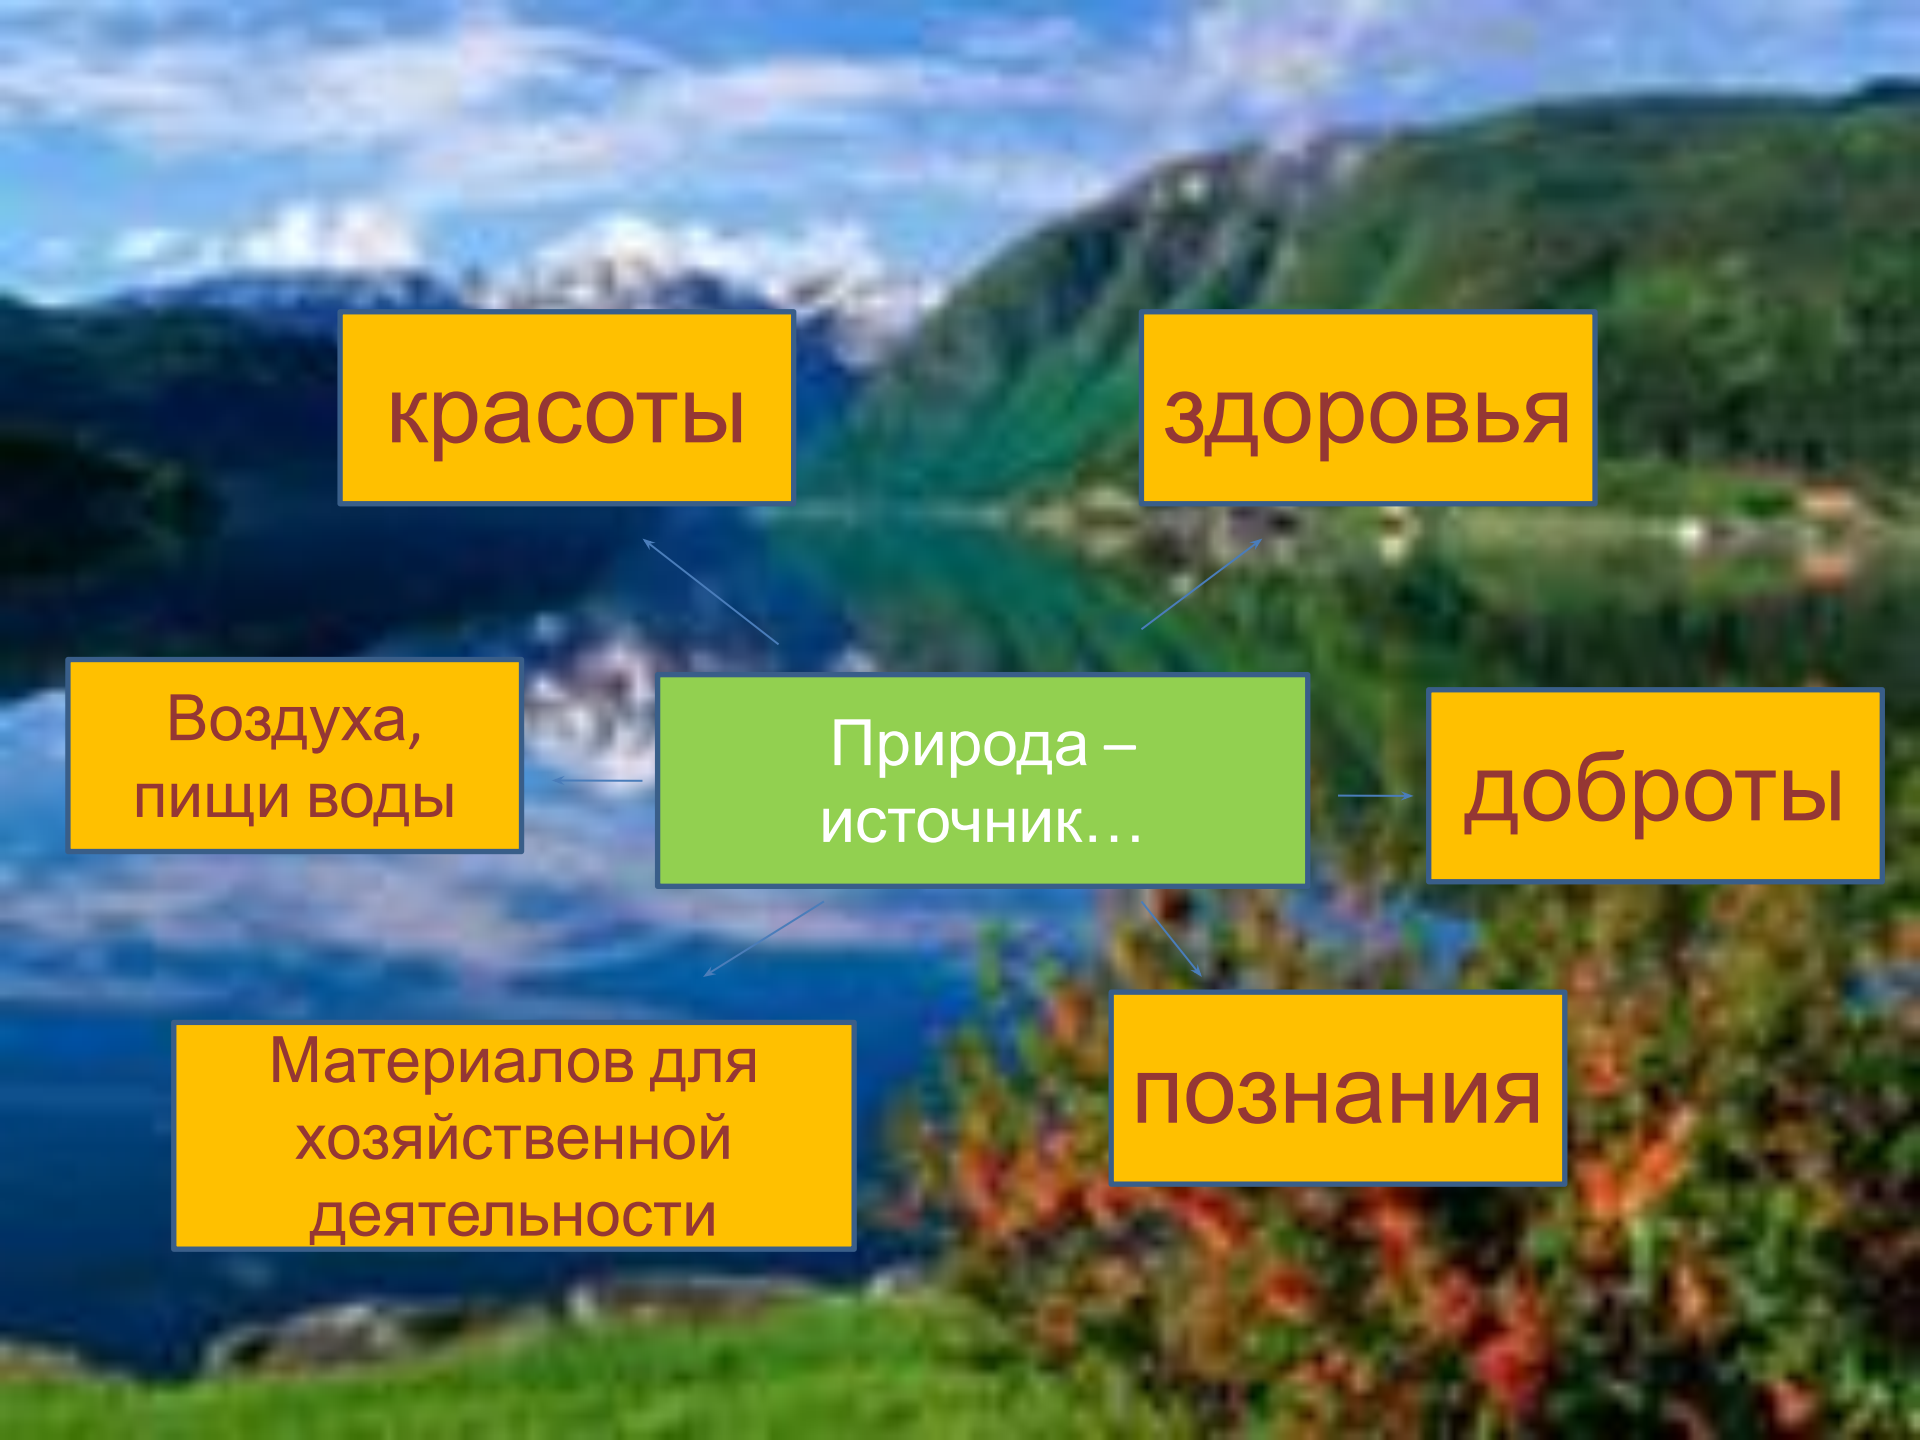 красоты
здоровья
Воздуха,
пищи воды
Природа –
источник…
доброты
Материалов для
хозяйственной
деятельности
познания